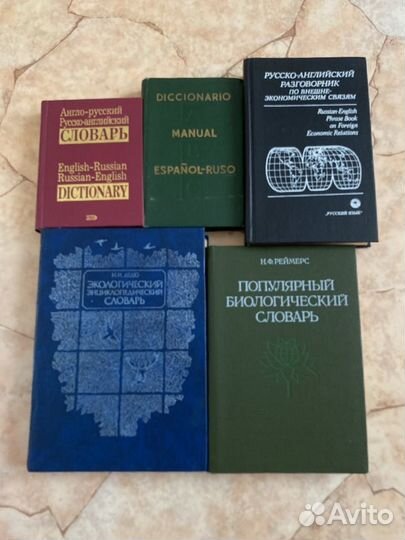 Англо-русский
Русско-английский
СЛОВАРЬ
English-Russian
Russian-English
DICTIONARY
DICCIONARIO
MANUAL
ESPAÑOL-RUSO
РУССКО-АНГЛИЙСКИЙ
РАЗГОВОРНИК
ПО ВНЕШНЕ-
ЭКОНОМИЧЕСКИМ СВЯЗЯМ
Russian-English
Phrase Book
on Foreign
Economic Relations
„РУССКИЙ ЯЗЫК"
И.И. ДЕДЮ
ЭКОЛОГИЧЕСКИЙ
ЭНЦИКЛОПЕДИЧЕСКИЙ
СЛОВАРЬ
Н.Ф. РЕЙМЕРС
ПОПУЛЯРНЫЙ
БИОЛОГИЧЕСКИЙ
СЛОВАРЬ
Avito